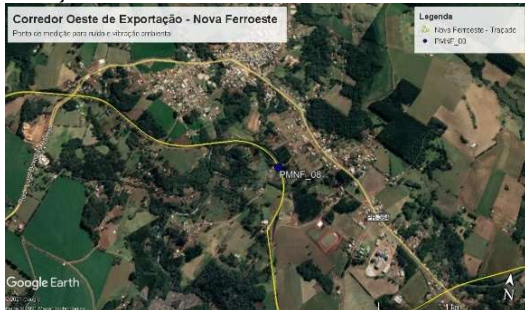 Corredor Oeste de Exportação - Nova Ferroeste
Ponto de medição para ruído e vibração ambiental
Legenda
Nova Ferroeste - Traçado
PMNF_08
PMNF_08
Google Earth
N